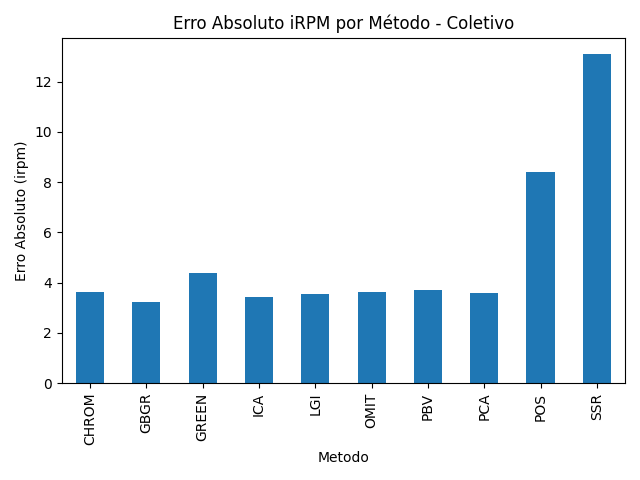 Erro Absoluto iRPM por Método - Coletivo
Erro Absoluto (irpm)
12
10
8
6
4
2
0
CHROM
GBGR
GREEN
ICA
LGI
OMIT
PBV
PCA
POS
SSR
Metodo